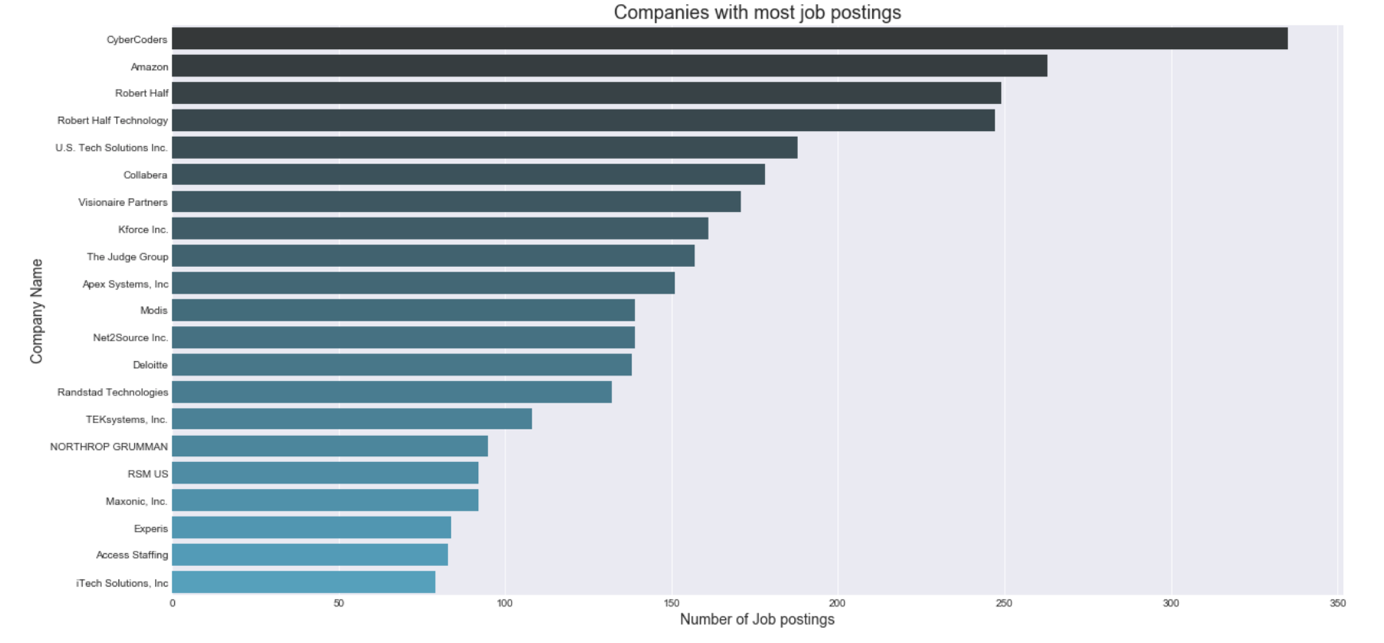 Companies with most job postings
CyberCoders
Amazon
Robert Half
Robert Half Technology
U.S. Tech Solutions Inc.
Collabera
Visionaire Partners
Kforce Inc.
The Judge Group
Apex Systems, Inc
Modis
Net2Source Inc.
Deloitte
Randstad Technologies
TEKsystems, Inc.
NORTHROP GRUMMAN
RSM US
Maxonic, Inc.
Experis
Access Staffing
iTech Solutions, Inc
Company Name
0 50 100 150 200 250 300 350
Number of Job postings